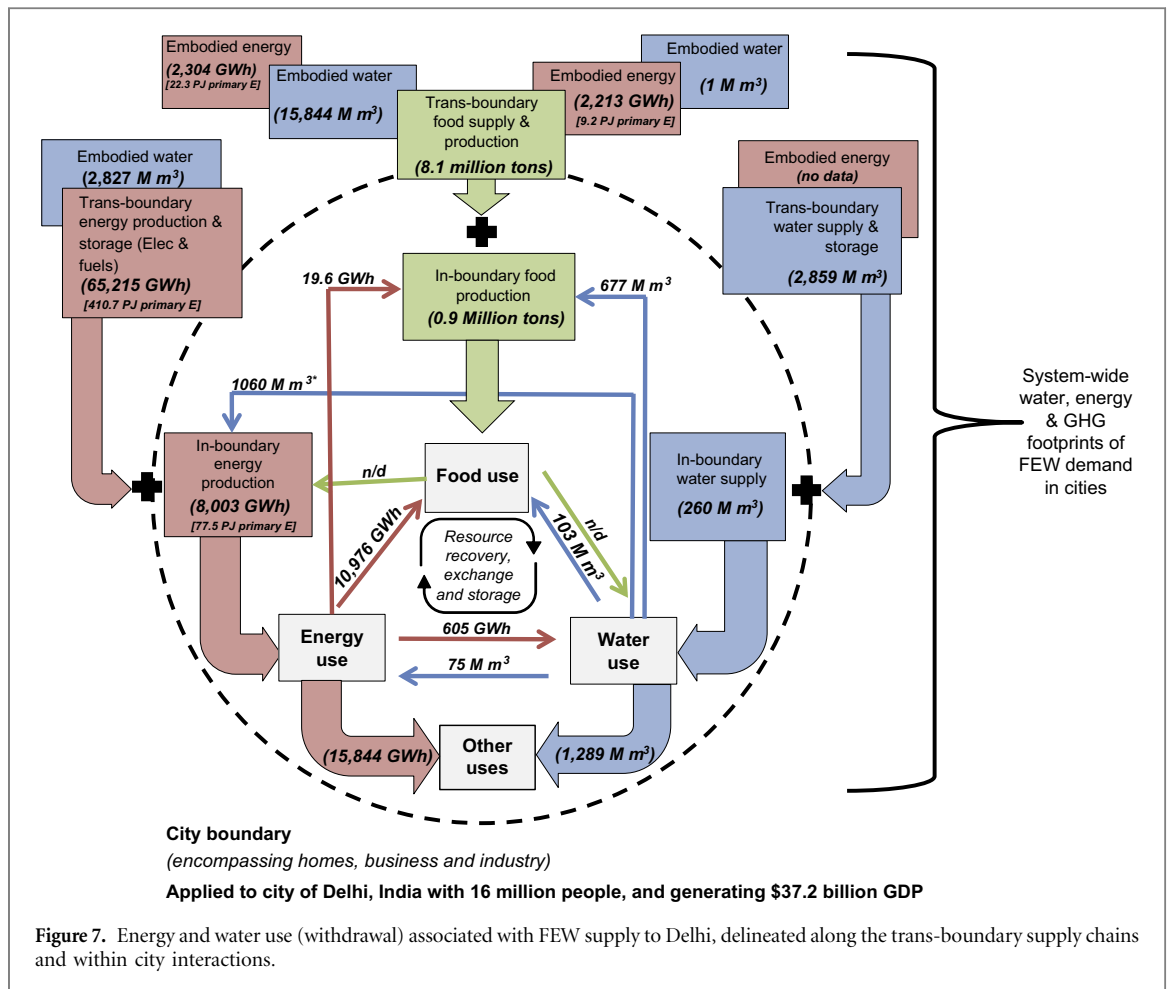 Embodied energy
(2,304 GWh)
[22.3 PJ primary E]
Embodied water
(15,844 M m³)
Trans-boundary
food supply &
production
(8.1 million tons)
Embodied energy
(2,213 GWh)
[9.2 PJ primary E]
Embodied water
(1 M m³)
Embodied water
(2,827 M m³)
Trans-boundary
energy production &
storage (Elec &
fuels)
(65,215 GWh)
[410.7 PJ primary E]
Embodied energy
(no data)
Trans-boundary
water supply &
storage
(2,859 M m³)
19.6 GWh
In-boundary food
production
(0.9 Million tons)
677 M m³
1060 M m³*
In-boundary
energy
production
(8,003 GWh)
[77.5 PJ primary E]
n/d
Food use
n/d
103 M m³
10,976 GWh
Resource
recovery,
exchange
and storage
In-boundary
water supply
(260 M m³)
System-wide
water, energy
& GHG
footprints of
FEW demand
in cities
Energy
use
605 GWh
75 M m³
Water
use
(15,844 GWh)
Other
uses
(1,289 M m³)
City boundary
(encompassing homes, business and industry)
Applied to city of Delhi, India with 16 million people, and generating $37.2 billion GDP
Figure 7. Energy and water use (withdrawal) associated with FEW supply to Delhi, delineated along the trans-boundary supply chains
and within city interactions.